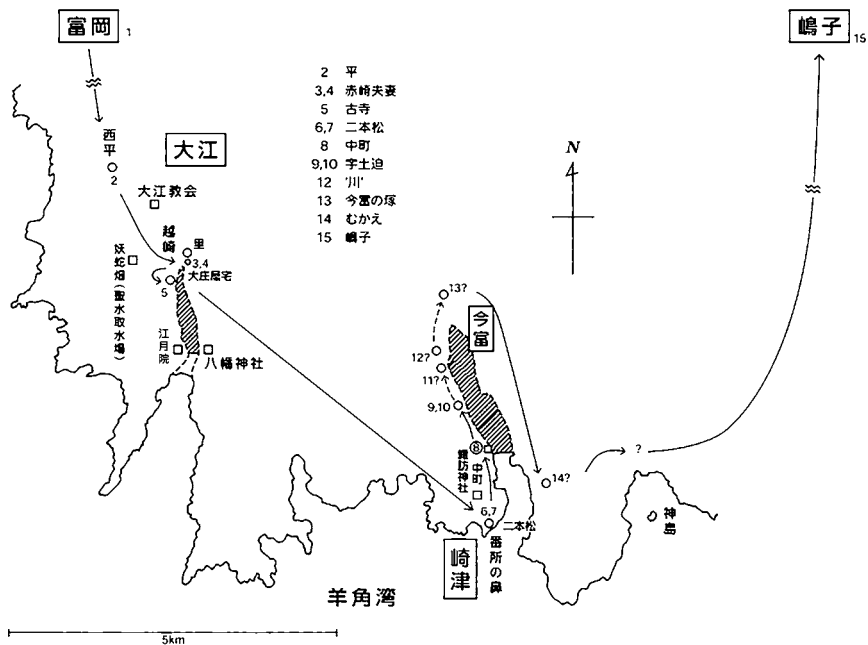 富岡 1
嶋子 15
2 平
3,4 赤崎夫妻
5 古寺
6,7 二本松
8 中町
9,10 字土迫
12 '川'
13 今富の塚
14 むかえ
15 嶋子
N
西平
2
大江
大江教会
越崎
里
3,4
大庄屋宅
5
妖蛇畑(聖水取水場)
江月院
八幡神社
13?
今富
12?
11?
9,10
8
諏訪神社
中町
14?
?
6,7
二本松
神島
崎津
番所の鼻
羊角湾
5km